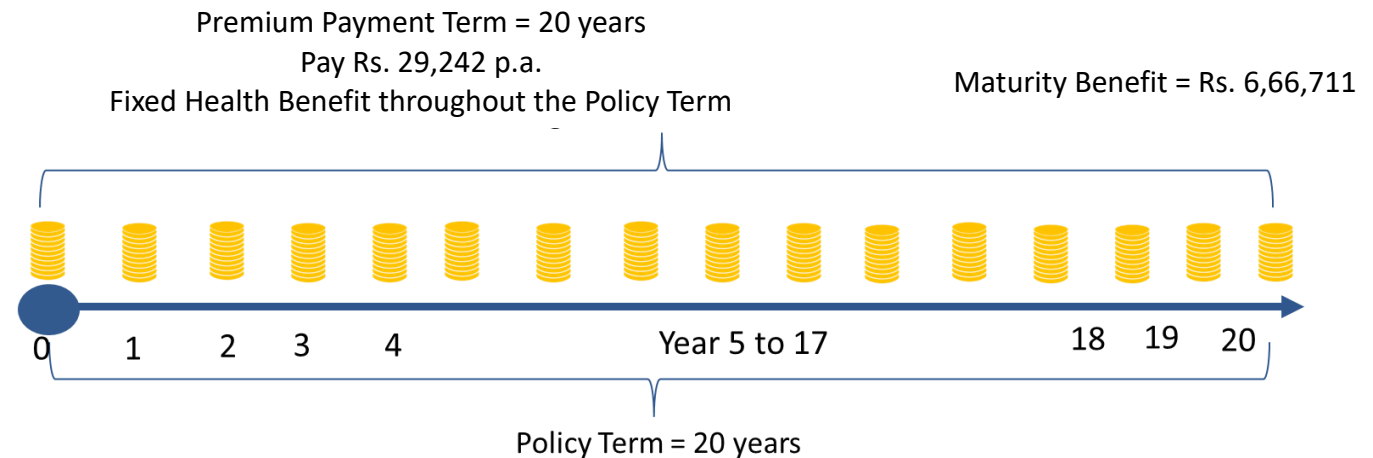 Premium Payment Term = 20 years
Pay Rs. 29,242 p.a.
Fixed Health Benefit throughout the Policy Term
Maturity Benefit = Rs. 6,66,711
0 1 2 3 4 Year 5 to 17 18 19 20
Policy Term = 20 years